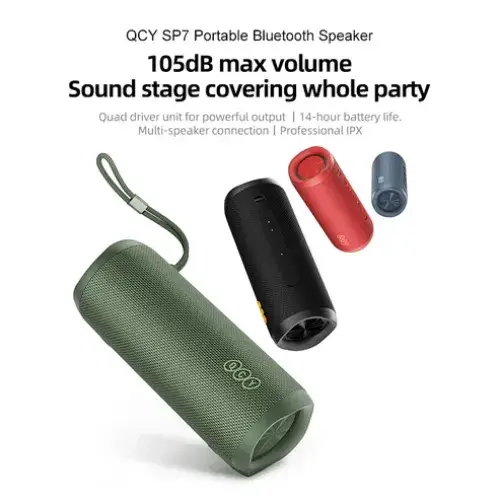 QCY SP7 Portable Bluetooth Speaker
105dB max volume
Sound stage covering whole party
Quad driver unit for powerful output | 14-hour battery life.
Multi-speaker connection | Professional IPX
QCY
QCY